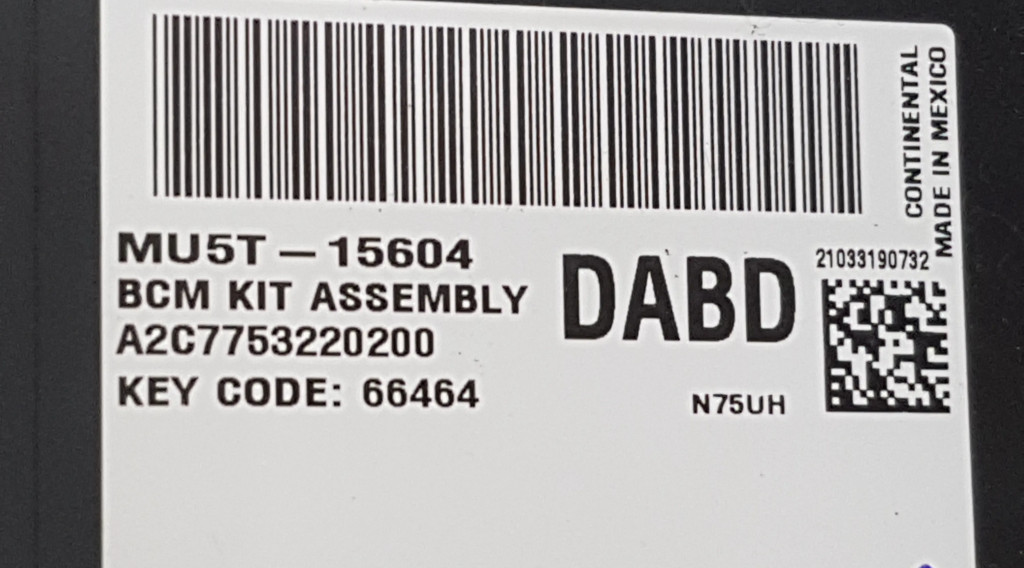 CONTINENTAL
MADE IN MEXICO
MU5T – 15604
BCM KIT ASSEMBLY
A2C7753220200
KEY CODE: 66464
DABD
N75UH
21033190732